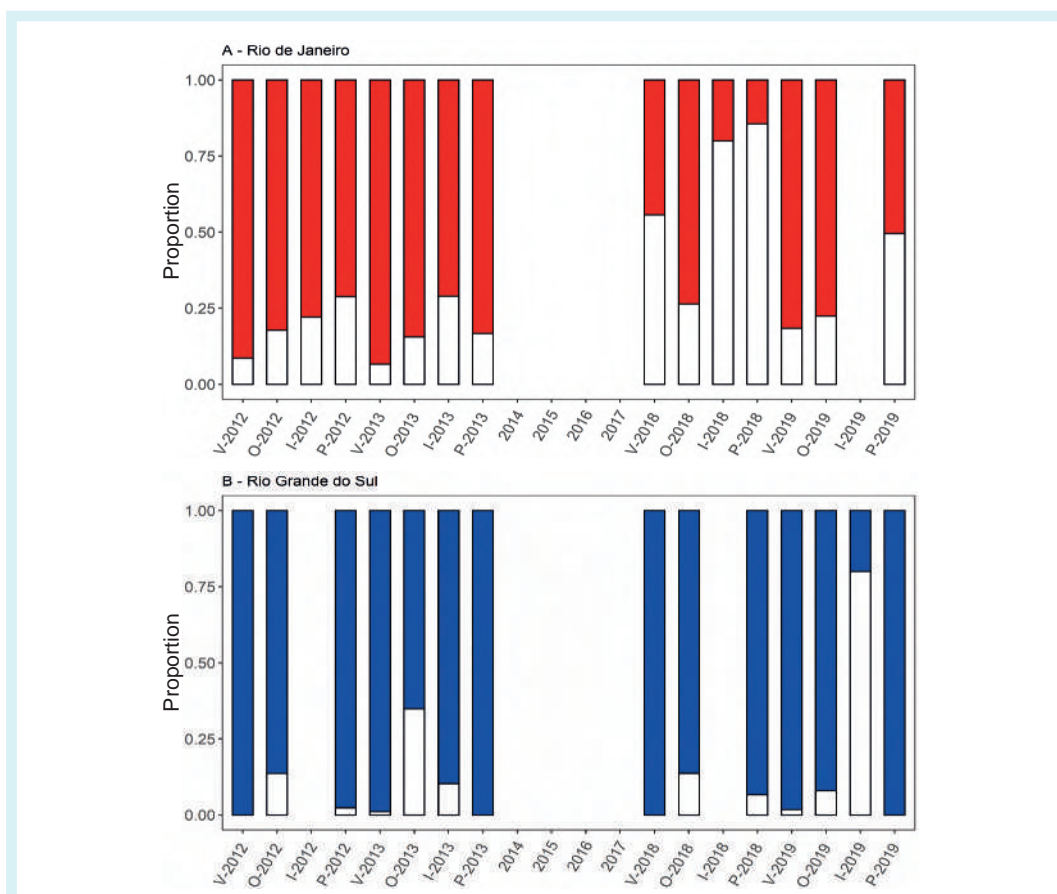 A - Rio de Janeiro
Proportion
1.00
0.75
0.50
0.25
0.00
V-2012
O-2012
I-2012
P-2012
V-2013
O-2013
I-2013
P-2013
2014
2015
2016
2017
V-2018
O-2018
I-2018
P-2018
V-2019
O-2019
I-2019
P-2019
B - Rio Grande do Sul
Proportion
1.00
0.75
0.50
0.25
0.00
V-2012
O-2012
I-2012
P-2012
V-2013
O-2013
I-2013
P-2013
2014
2015
2016
2017
V-2018
O-2018
I-2018
P-2018
V-2019
O-2019
I-2019
P-2019